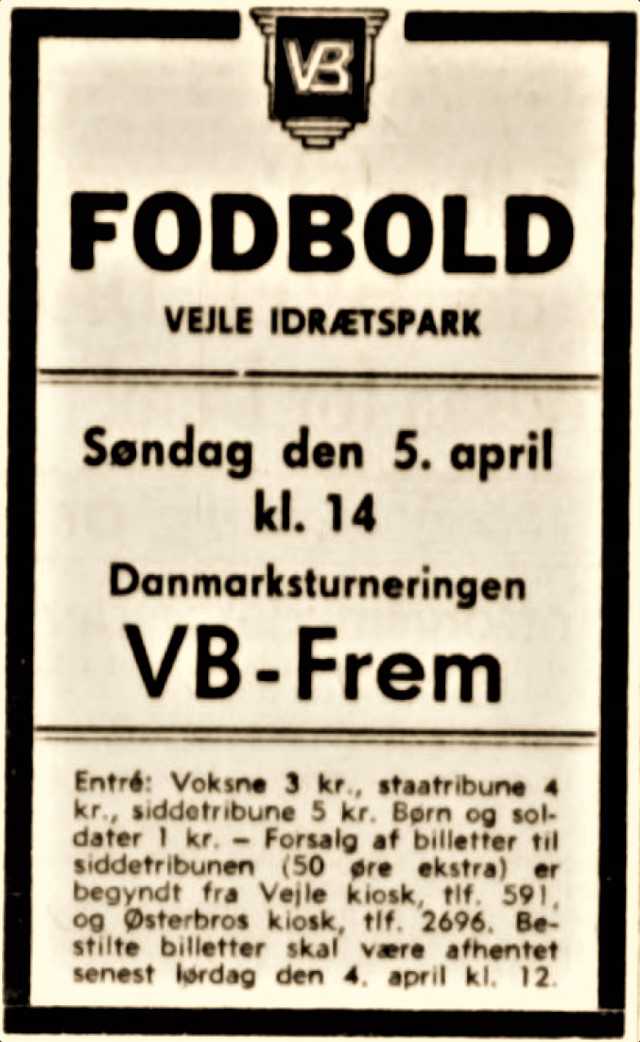 VB
FODBOLD
VEJLE IDRÆTSPARK
Søndag den 5. april
kl. 14
Danmarksturneringen
VB-Frem
Entré: Voksne 3 kr., staatribune 4
kr., siddetribune 5 kr. Børn og sol-
dater 1 kr. – Forsalg af billetter til
siddetribunen (50 øre ekstra) er
begyndt fra Vejle kiosk, tlf. 591,
og Østerbros kiosk, tlf. 2696. Be-
stilte billetter skal være afhentet
senest lørdag den 4. april kl. 12.